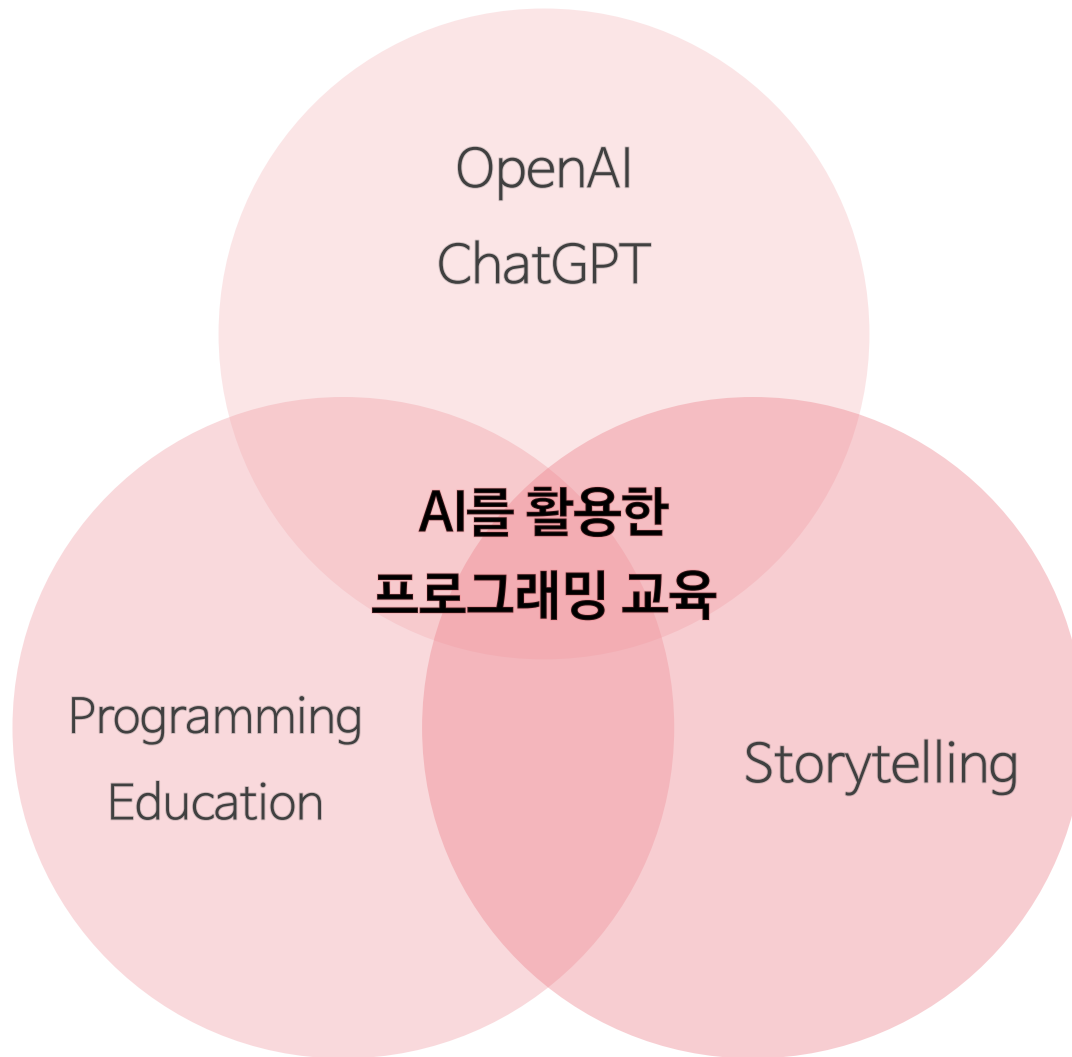 OpenAI
ChatGPT
AI를 활용한
프로그래밍 교육
Programming
Education
Storytelling